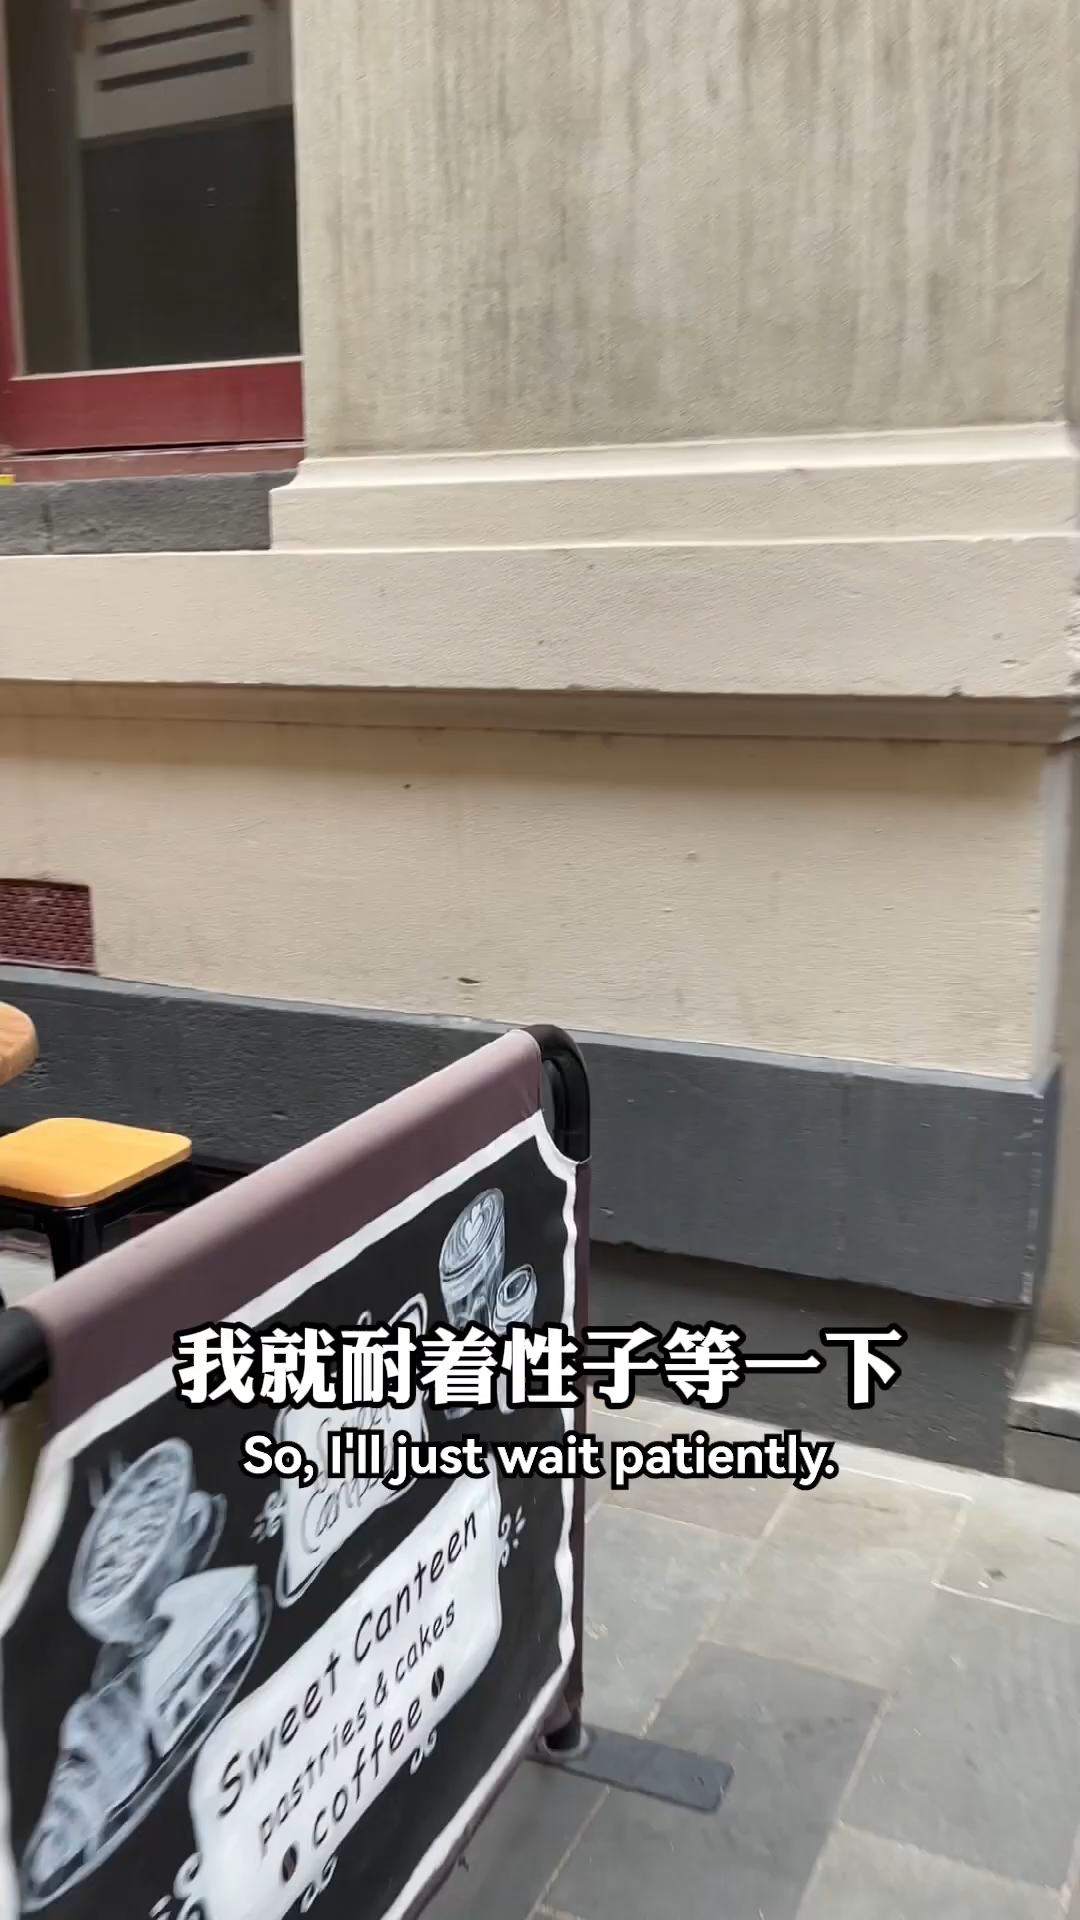 我就耐着性子等一下
So, I'll just wait patiently.
Sweet
Sweet Canteen
pastries & cakes
coffee